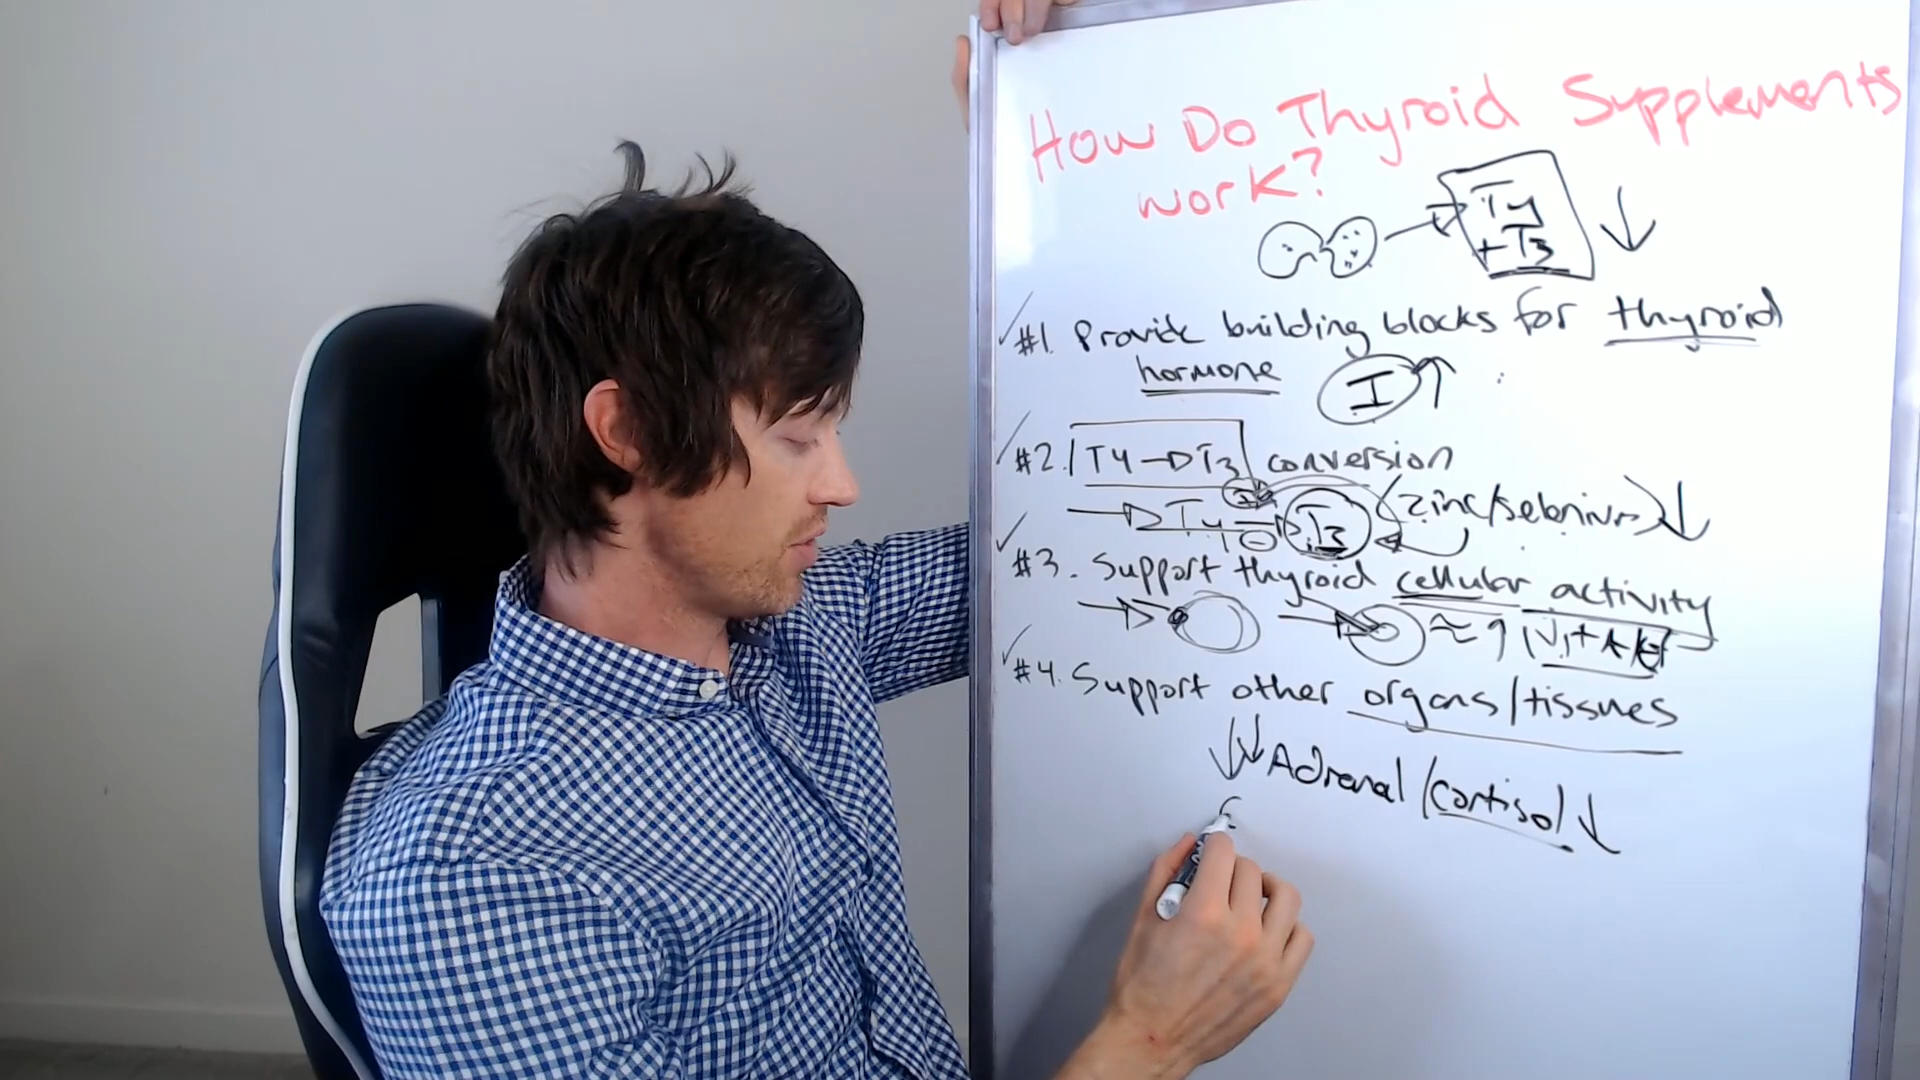 How Do Thyroid Supplements
work?
T4
+T3
#1. Provide building blocks for thyroid
hormone I
#2. T4→T3 conversion
T4 → T3 (zinc/selenium)
#3. Support thyroid cellular activity
#4. Support other organs/tissues
Adrenal/cortisol